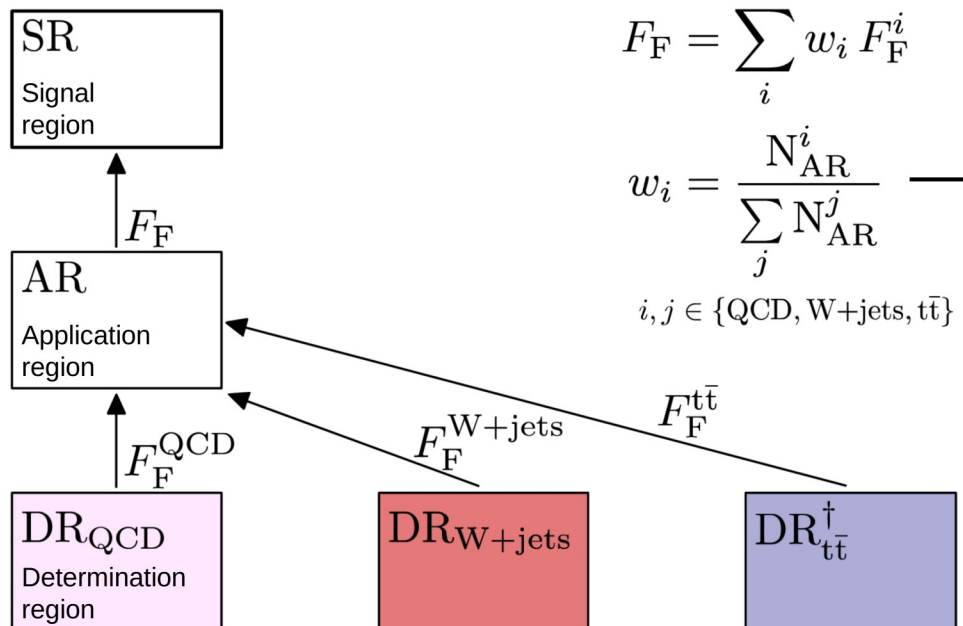 SR
Signal
region
F_F
AR
Application
region
F_F^QCD
F_F^W+jets
F_F^tt̄
DR_QCD
Determination
region
DR_W+jets
DR_tt̄^†
F_F = ∑_i w_i F_F^i
w_i = N_AR^i / ∑_j N_AR^j
i, j ∈ {QCD, W+jets, tt̄}